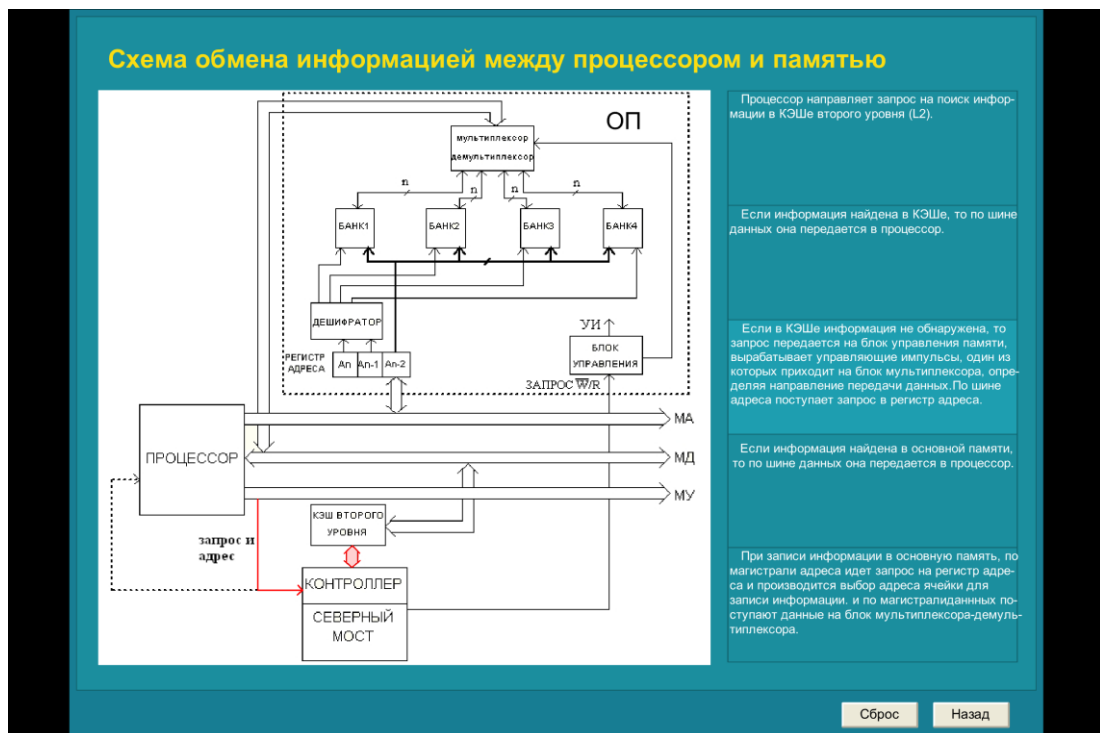 Схема обмена информацией между процессором и памятью
ОП
мультиплексор
демультиплексор
n
n
n
n
БАНК1
БАНК2
БАНК3
БАНК4
ДЕШИФРАТОР
РЕГИСТР
АДРЕСА
An
An-1
An-2
УИ
БЛОК
УПРАВЛЕНИЯ
ЗАПРОС W/R
ПРОЦЕССОР
МА
МД
МУ
КЭШ ВТОРОГО
УРОВНЯ
запрос и
адрес
КОНТРОЛЛЕР
СЕВЕРНЫЙ
МОСТ
Процессор направляет запрос на поиск инфор-
мации в КЭШе второго уровня (L2).
Если информация найдена в КЭШе, то по шине
данных она передается в процессор.
Если в КЭШе информация не обнаружена, то
запрос передается на блок управления памяти,
вырабатывает управляющие импульсы, один из
которых приходит на блок мультиплексора, опре-
деляя направление передачи данных.По шине
адреса поступает запрос в регистр адреса.
Если информация найдена в основной памяти,
то по шине данных она передается в процессор.
При записи информации в основную память, по
магистрали адреса идет запрос на регистр адре-
са и производится выбор адреса ячейки для
записи информации. и по магистралиданнных по-
ступают данные на блок мультиплексора-демуль-
типлексора.
Сброс
Назад